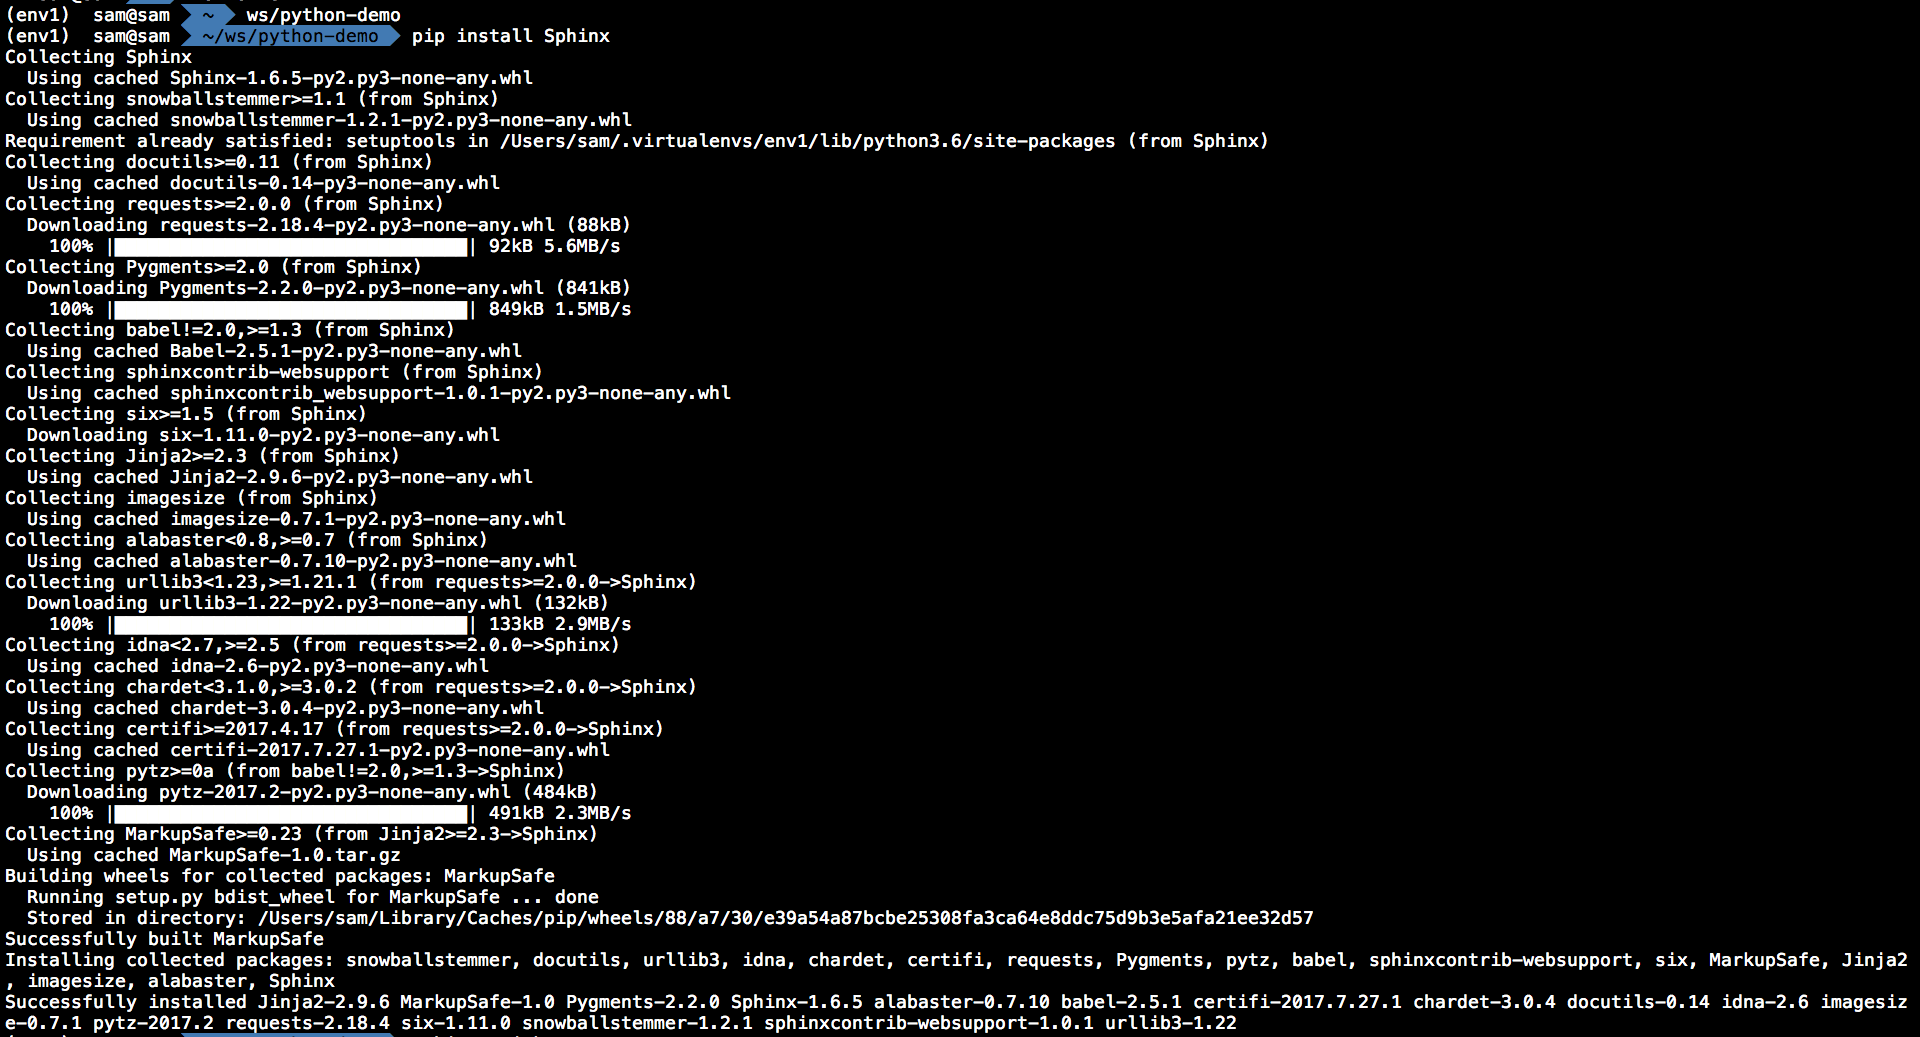 (env1) sam@sam ~ ws/python-demo
(env1) sam@sam ~/ws/python-demo pip install Sphinx
Collecting Sphinx
  Using cached Sphinx-1.6.5-py2.py3-none-any.whl
Collecting snowballstemmer>=1.1 (from Sphinx)
  Using cached snowballstemmer-1.2.1-py2.py3-none-any.whl
Requirement already satisfied: setuptools in /Users/sam/.virtualenvs/env1/lib/python3.6/site-packages (from Sphinx)
Collecting docutils>=0.11 (from Sphinx)
  Using cached docutils-0.14-py3-none-any.whl
Collecting requests>=2.0.0 (from Sphinx)
  Downloading requests-2.18.4-py2.py3-none-any.whl (88kB)
    100% |████████████████████████████████| 92kB 5.6MB/s
Collecting Pygments>=2.0 (from Sphinx)
  Downloading Pygments-2.2.0-py2.py3-none-any.whl (841kB)
    100% |████████████████████████████████| 849kB 1.5MB/s
Collecting babel!=2.0,>=1.3 (from Sphinx)
  Using cached Babel-2.5.1-py2.py3-none-any.whl
Collecting sphinxcontrib-websupport (from Sphinx)
  Using cached sphinxcontrib_websupport-1.0.1-py2.py3-none-any.whl
Collecting six>=1.5 (from Sphinx)
  Downloading six-1.11.0-py2.py3-none-any.whl
Collecting Jinja2>=2.3 (from Sphinx)
  Using cached Jinja2-2.9.6-py2.py3-none-any.whl
Collecting imagesize (from Sphinx)
  Using cached imagesize-0.7.1-py2.py3-none-any.whl
Collecting alabaster<0.8,>=0.7 (from Sphinx)
  Using cached alabaster-0.7.10-py2.py3-none-any.whl
Collecting urllib3<1.23,>=1.21.1 (from requests>=2.0.0->Sphinx)
  Downloading urllib3-1.22-py2.py3-none-any.whl (132kB)
    100% |████████████████████████████████| 133kB 2.9MB/s
Collecting idna<2.7,>=2.5 (from requests>=2.0.0->Sphinx)
  Using cached idna-2.6-py2.py3-none-any.whl
Collecting chardet<3.1.0,>=3.0.2 (from requests>=2.0.0->Sphinx)
  Using cached chardet-3.0.4-py2.py3-none-any.whl
Collecting certifi>=2017.4.17 (from requests>=2.0.0->Sphinx)
  Using cached certifi-2017.7.27.1-py2.py3-none-any.whl
Collecting pytz>=0a (from babel!=2.0,>=1.3->Sphinx)
  Downloading pytz-2017.2-py2.py3-none-any.whl (484kB)
    100% |████████████████████████████████| 491kB 2.3MB/s
Collecting MarkupSafe>=0.23 (from Jinja2>=2.3->Sphinx)
  Using cached MarkupSafe-1.0.tar.gz
Building wheels for collected packages: MarkupSafe
  Running setup.py bdist_wheel for MarkupSafe ... done
  Stored in directory: /Users/sam/Library/Caches/pip/wheels/88/a7/30/e39a54a87bcbe25308fa3ca64e8ddc75d9b3e5afa21ee32d57
Successfully built MarkupSafe
Installing collected packages: snowballstemmer, docutils, urllib3, idna, chardet, certifi, requests, Pygments, pytz, babel, sphinxcontrib-websupport, six, MarkupSafe, Jinja2
, imagesize, alabaster, Sphinx
Successfully installed Jinja2-2.9.6 MarkupSafe-1.0 Pygments-2.2.0 Sphinx-1.6.5 alabaster-0.7.10 babel-2.5.1 certifi-2017.7.27.1 chardet-3.0.4 docutils-0.14 idna-2.6 imagesiz
e-0.7.1 pytz-2017.2 requests-2.18.4 six-1.11.0 snowballstemmer-1.2.1 sphinxcontrib-websupport-1.0.1 urllib3-1.22